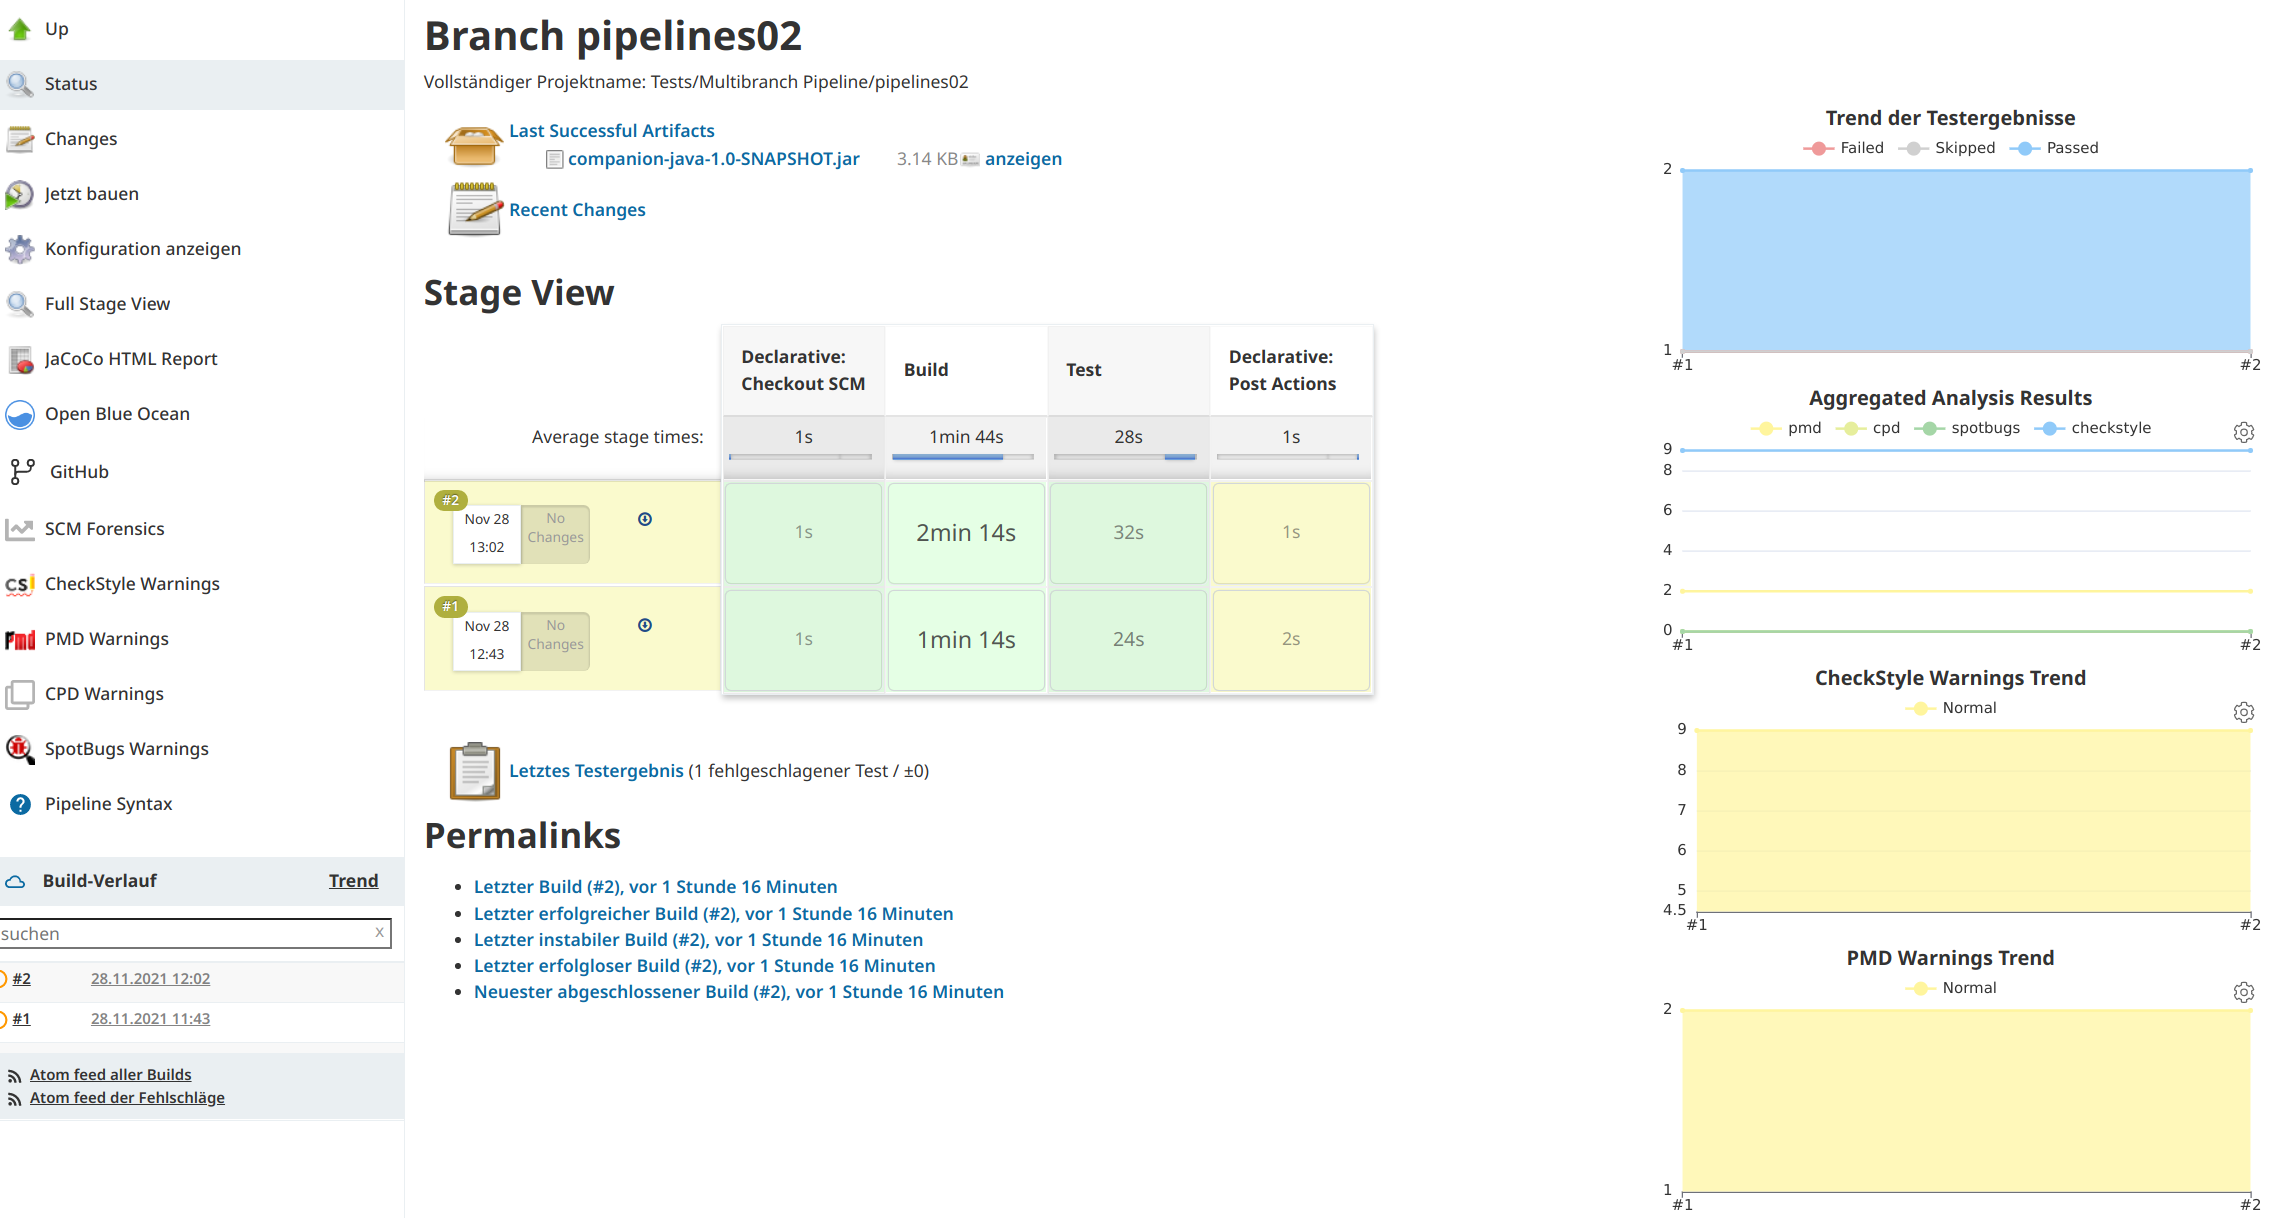 Up
Status
Changes
Jetzt bauen
Konfiguration anzeigen
Full Stage View
JaCoCo HTML Report
Open Blue Ocean
GitHub
SCM Forensics
CS
CheckStyle Warnings
Pmd
PMD Warnings
CPD Warnings
SpotBugs Warnings
?
Pipeline Syntax
Build-Verlauf Trend
suchen x
#2 28.11.2021 12:02
#1 28.11.2021 11:43
Atom feed aller Builds
Atom feed der Fehlschläge
Branch pipelines02
Vollständiger Projektname: Tests/Multibranch Pipeline/pipelines02
Last Successful Artifacts
companion-java-1.0-SNAPSHOT.jar 3.14 KB anzeigen
Recent Changes
Stage View
Declarative:
Checkout SCM
Build
Test
Declarative:
Post Actions
Average stage times: 1s 1min 44s 28s 1s
#2
Nov 28
13:02
No
Changes
1s 2min 14s 32s 1s
#1
Nov 28
12:43
No
Changes
1s 1min 14s 24s 2s
Letztes Testergebnis (1 fehlgeschlagener Test / ±0)
Permalinks
Letzter Build (#2), vor 1 Stunde 16 Minuten
Letzter erfolgreicher Build (#2), vor 1 Stunde 16 Minuten
Letzter instabiler Build (#2), vor 1 Stunde 16 Minuten
Letzter erfolgloser Build (#2), vor 1 Stunde 16 Minuten
Neuester abgeschlossener Build (#2), vor 1 Stunde 16 Minuten
Trend der Testergebnisse
Failed Skipped Passed
2
1
#1 #2
Aggregated Analysis Results
pmd cpd spotbugs checkstyle
9
8
6
4
2
0
#1 #2
CheckStyle Warnings Trend
Normal
9
8
7
6
5
4.5
#1 #2
PMD Warnings Trend
Normal
2
1
#1 #2